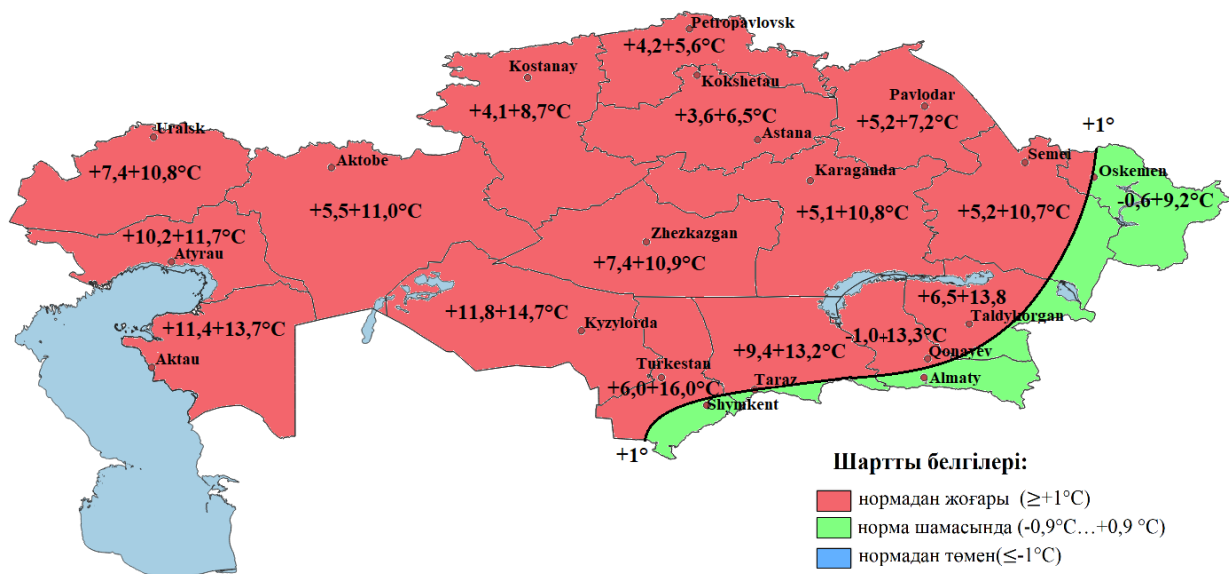 Petropavlovsk
+4,2+5,6°C
Kostanay
Kokshetau
+4,1+8,7°C
Pavlodar
+3,6+6,5°C
+5,2+7,2°C
Astana
+1°
Uralsk
Aktobe
Semei
Oskemen
+7,4+10,8°C
Karaganda
-0,6+9,2°C
+5,5+11,0°C
+5,1+10,8°C
+5,2+10,7°C
+10,2+11,7°C
Zhezkazgan
Atyrau
+7,4+10,9°C
+6,5+13,8
+11,8+14,7°C
Taldykorgan
+11,4+13,7°C
Kyzylorda
-1,0+13,3°C
+9,4+13,2°C
Qonayev
Aktau
Turkestan
Almaty
+6,0+16,0°C
Taraz
Shymkent
+1°
Шартты белгілері:
нормадан жоғары (≥+1°C)
норма шамасында (-0,9°C…+0,9 °C)
нормадан төмен(≤-1°C)